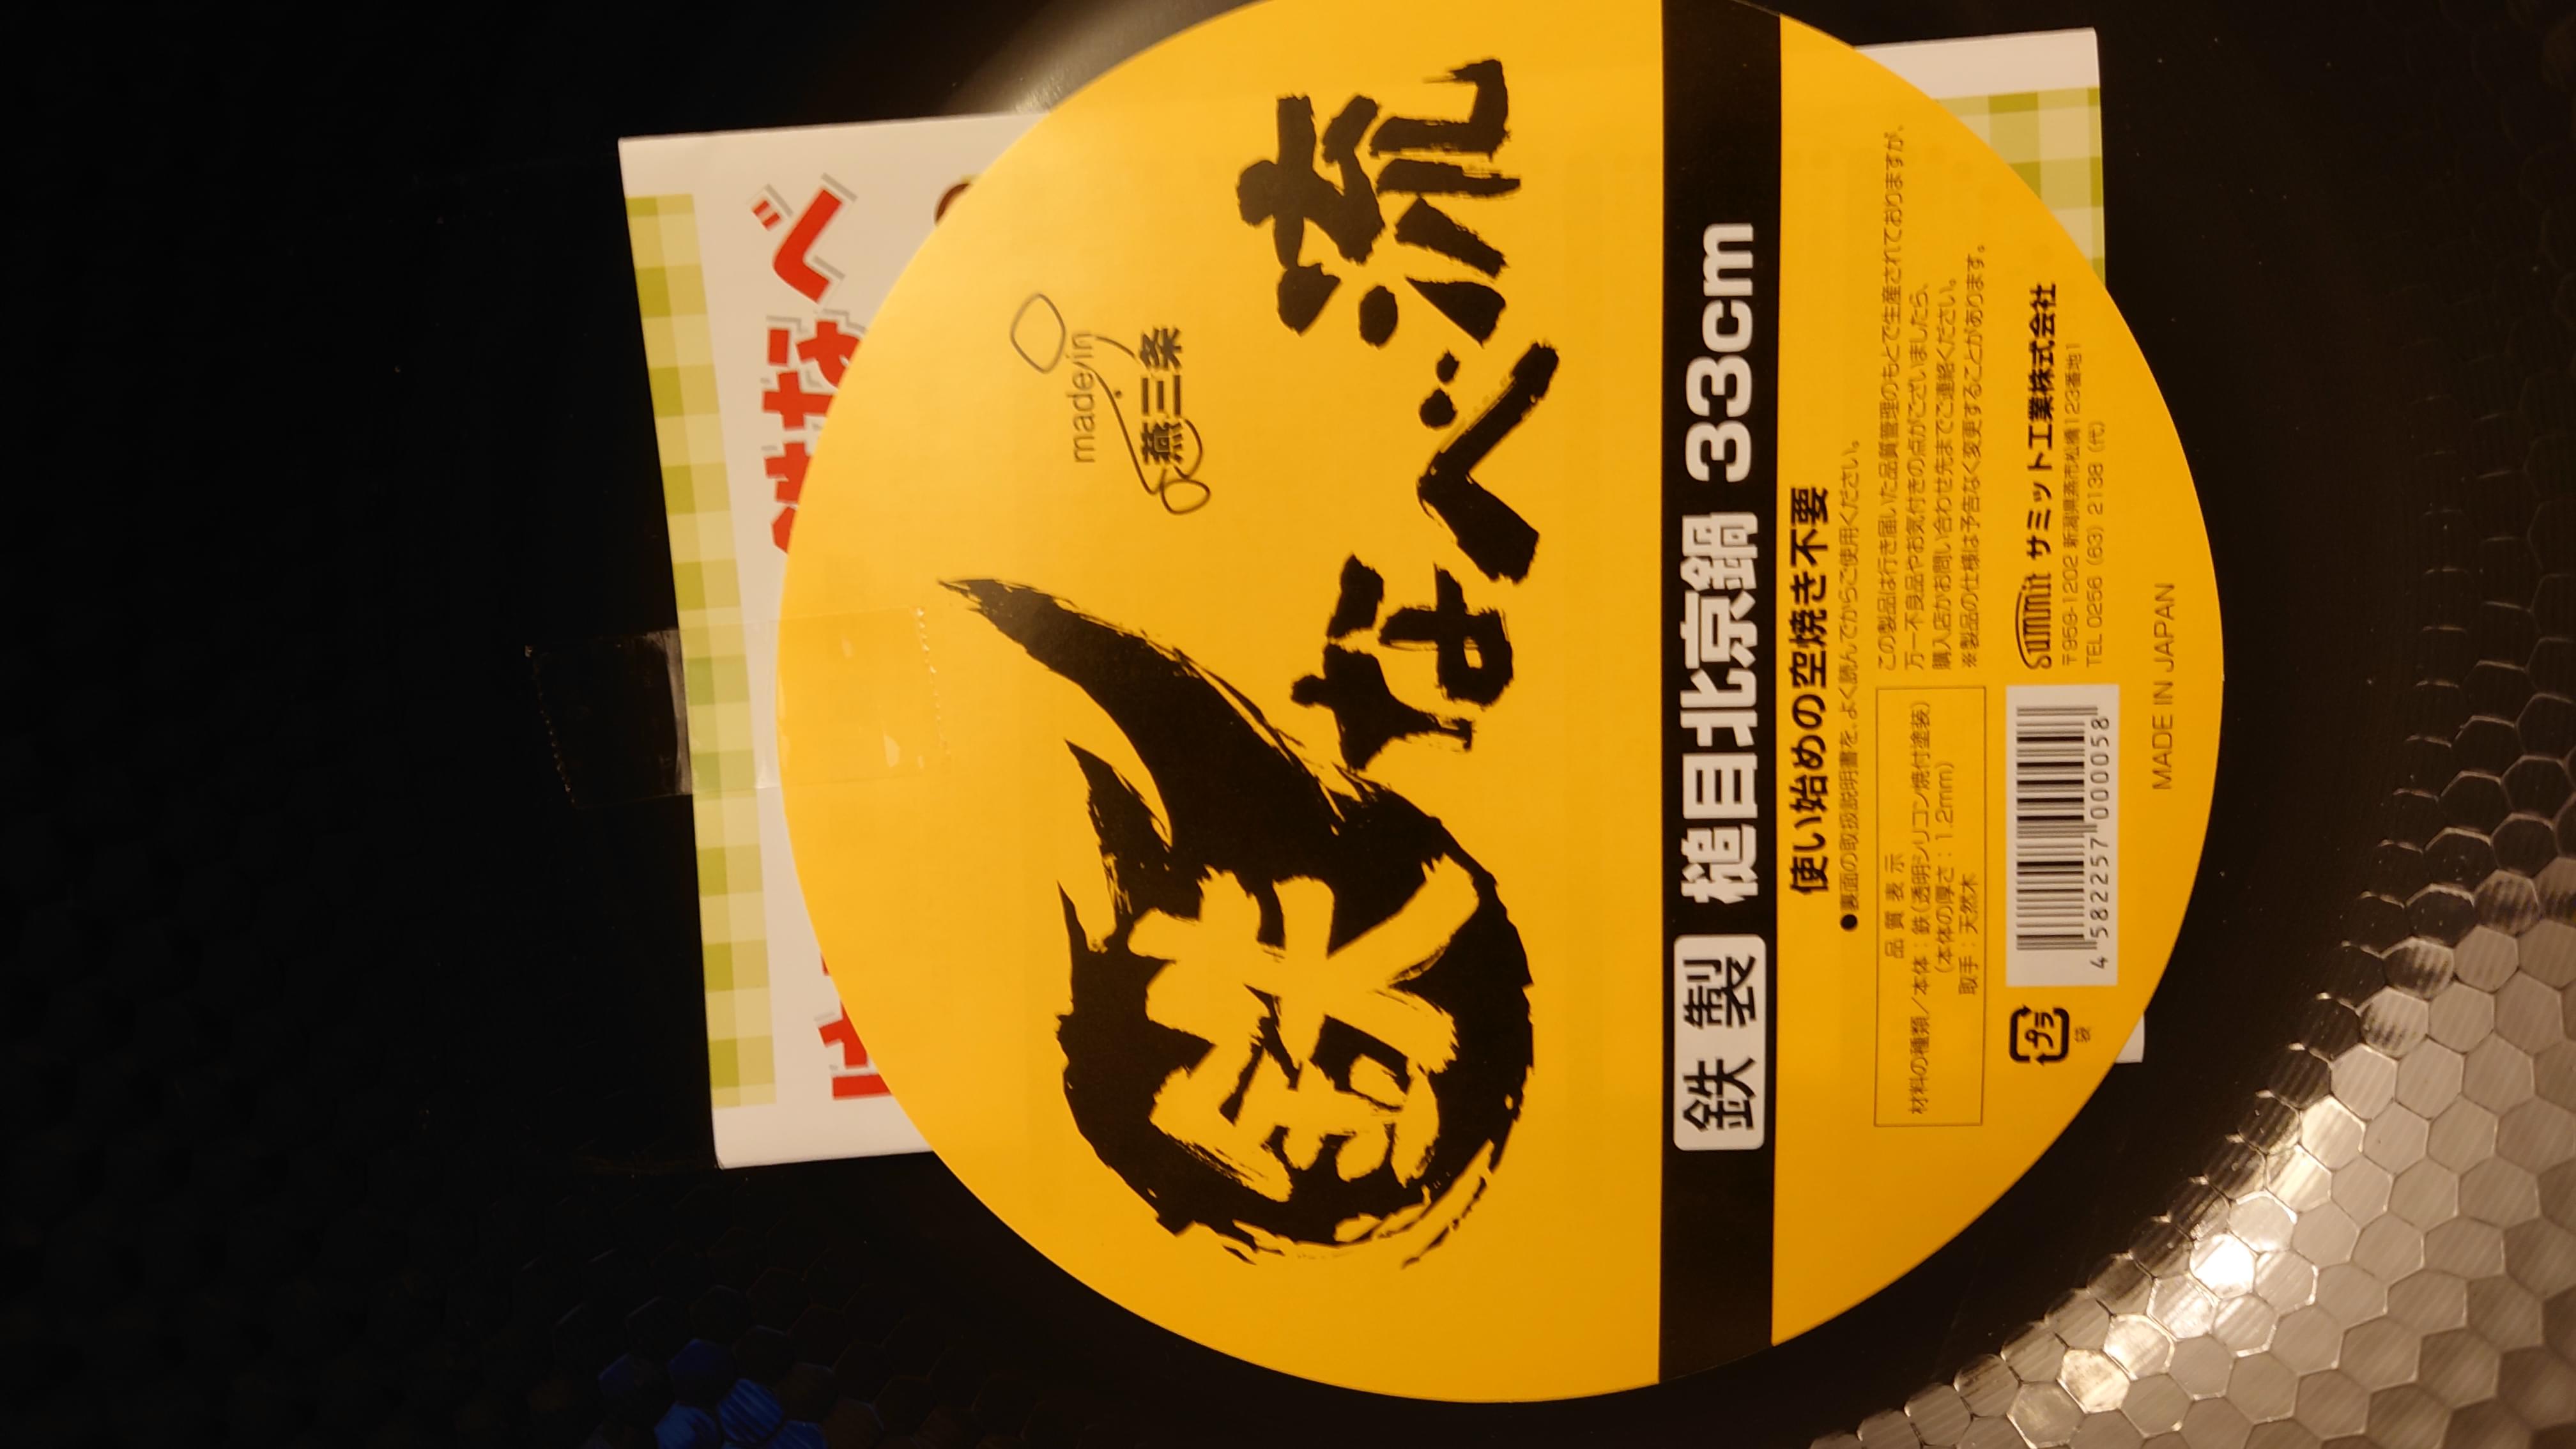 made in
燕三条
鉄
なべ流
鉄製 槌目北京鍋 33cm
使い始めの空焼き不要
●裏面の取扱説明書を、よく読んでからご使用ください。
品質表示
材料の種類／本体：鉄(透明シリコン焼付塗装)
(本体の厚さ：1.2mm)
取手：天然木
この製品は行き届いた品質管理のもとで生産されておりますが、
万一不良品やお気付きの点がございましたら、
購入店かお問い合わせ先までご連絡ください。
※製品の仕様は予告なく変更することがあります。
プラ
袋
4 582257 000058
summit サミット工業株式会社
〒959-1202 新潟県燕市松橋123番地1
TEL 0256 (63) 2138 (代)
MADE IN JAPAN